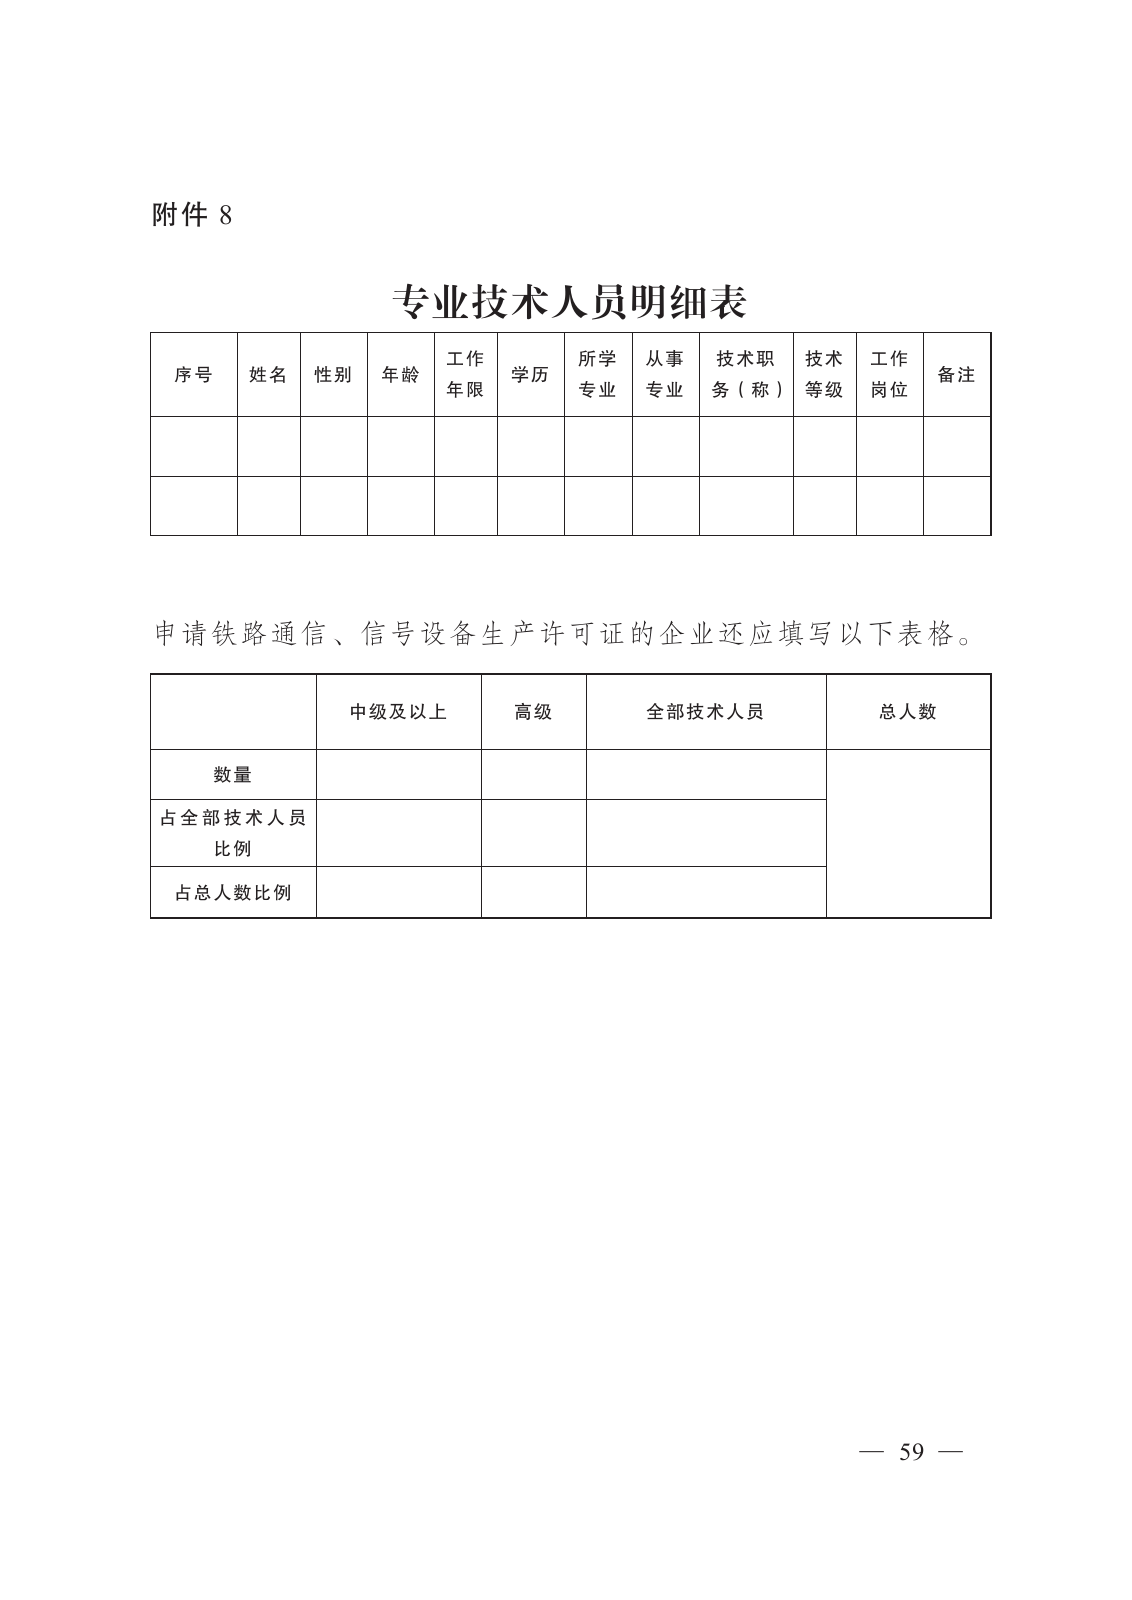 附件 8
专业技术人员明细表
序号 姓名 性别 年龄 工作年限 学历 所学专业 从事专业 技术职务（称） 技术等级 工作岗位 备注
申请铁路通信、信号设备生产许可证的企业还应填写以下表格。
中级及以上 高级 全部技术人员 总人数
数量
占全部技术人员
比例
占总人数比例
— 59 —